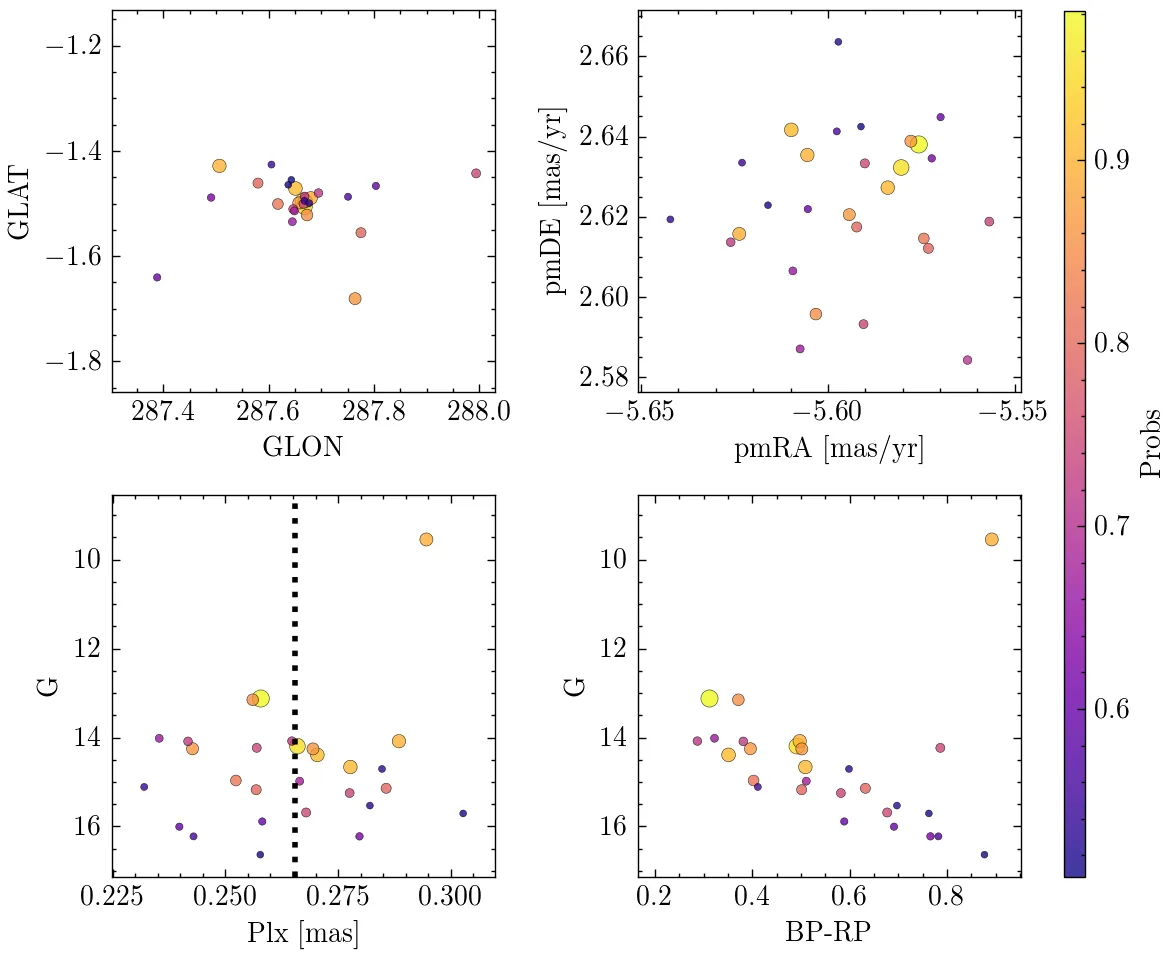 −1.2
−1.4
−1.6
−1.8
GLAT
287.4 287.6 287.8 288.0
GLON
2.66
2.64
2.62
2.60
2.58
pmDE [mas/yr]
−5.65 −5.60 −5.55
pmRA [mas/yr]
10
12
14
16
G
0.225 0.250 0.275 0.300
Plx [mas]
10
12
14
16
G
0.2 0.4 0.6 0.8
BP-RP
0.9
0.8
0.7
0.6
Probs